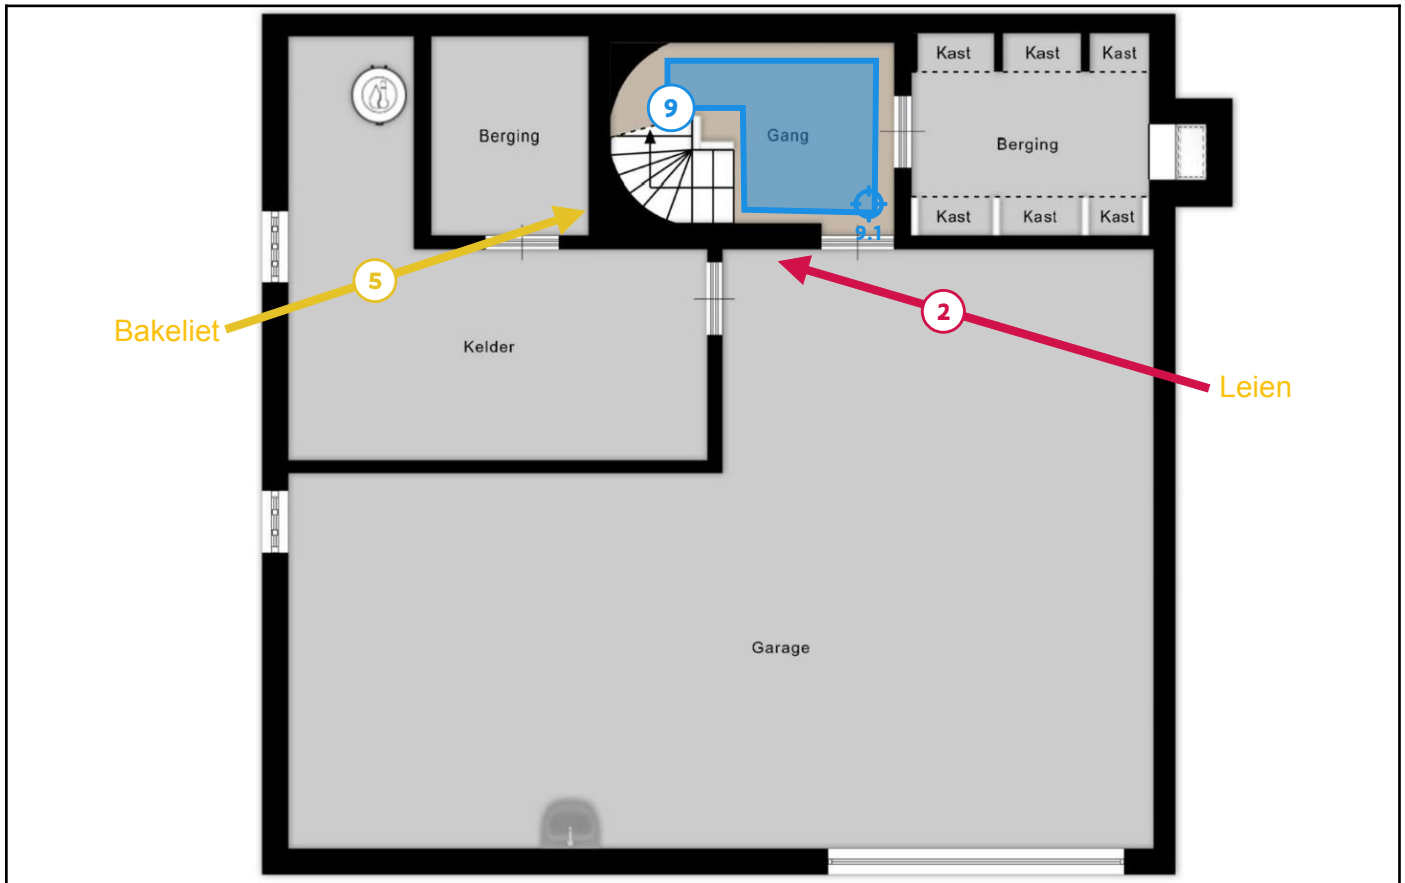 Kast
Kast
Kast
9
Berging
Gang
Berging
Kast
Kast
Kast
9.1
5
2
Bakeliet
Kelder
Leien
Garage